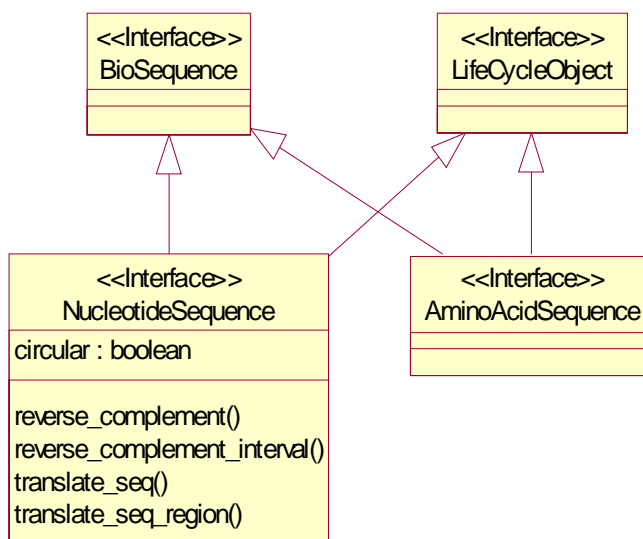 <<Interface>>
BioSequence
<<Interface>>
LifeCycleObject
<<Interface>>
NucleotideSequence
circular : boolean
reverse_complement()
reverse_complement_interval()
translate_seq()
translate_seq_region()
<<Interface>>
AminoAcidSequence